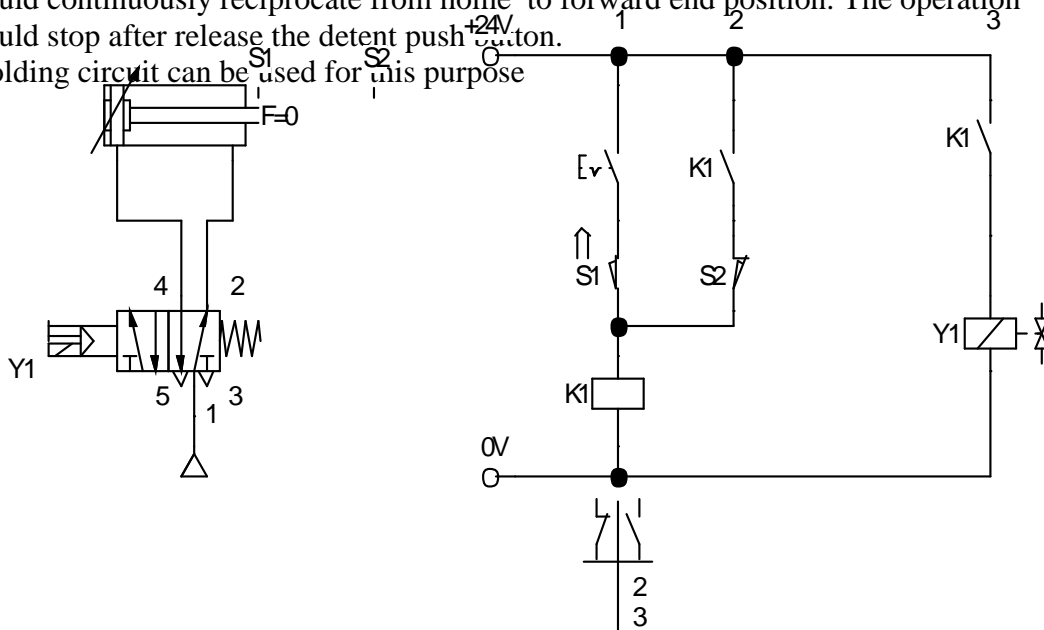 ould continuously reciprocate from home to forward end position. The operation
ould stop after release the detent push button.
olding circuit can be used for this purpose
+24V 1 2 3
S1 S2
F=0
K1
K1
S1 S2
4 2
Y1
Y1
5 3
1
K1
0V
2
3